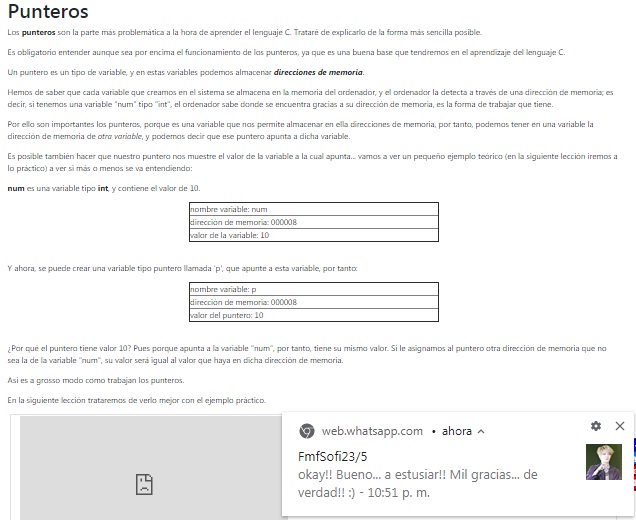 Punteros
Los punteros son la parte más problemática a la hora de aprender el lenguaje C. Trataré de explicarlo de la forma más sencilla posible.
Es obligatorio entender aunque sea por encima el funcionamiento de los punteros, ya que es una buena base que tendremos en el aprendizaje del lenguaje C.
Un puntero es un tipo de variable, y en estas variables podemos almacenar direcciones de memoria.
Hemos de saber que cada variable que creamos en el sistema se almacena en la memoria del ordenador, y el ordenador la detecta a través de una dirección de memoria; es
decir, si tenemos una variable "num" tipo "int", el ordenador sabe donde se encuentra gracias a su dirección de memoria, es la forma de trabajar que tiene.
Por ello son importantes los punteros, porque es una variable que nos permite almacenar en ella direcciones de memoria, por tanto, podemos tener en una variable la
dirección de memoria de otra variable, y podemos decir que ese puntero apunta a dicha variable.
Es posible también hacer que nuestro puntero nos muestre el valor de la variable a la cual apunta... vamos a ver un pequeño ejemplo teórico (en la siguiente lección iremos a
lo práctico) a ver si más o menos se va entendiendo:
num es una variable tipo int, y contiene el valor de 10.
nombre variable: num
dirección de memoria: 000008
valor de la variable: 10
Y ahora, se puede crear una variable tipo puntero llamada 'p', que apunte a esta variable, por tanto:
nombre variable: p
dirección de memoria: 000008
valor del puntero: 10
¿Por qué el puntero tiene valor 10? Pues porque apunta a la variable "num", por tanto, tiene su mismo valor. Si le asignamos al puntero otra dirección de memoria que no
sea la de la variable "num", su valor será igual al valor que haya en dicha dirección de memoria.
Asi es a grosso modo como trabajan los punteros.
En la siguiente lección trataremos de verlo mejor con el ejemplo práctico.
web.whatsapp.com • ahora
FmfSofi23/5
okay!! Bueno... a estusiar!! Mil gracias... de
verdad!! :) - 10:51 p. m.